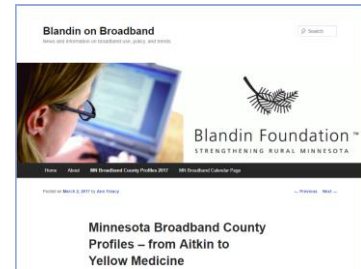 Blandin on Broadband
News and information on broadband use, policy, and trends
Search
Blandin Foundation™
STRENGTHENING RURAL MINNESOTA
Home About MN Broadband County Profiles 2017 MN Broadband Calendar Page
Posted on March 2, 2017 by Ann Treacy
← Previous Next →
Minnesota Broadband County
Profiles – from Aitkin to
Yellow Medicine